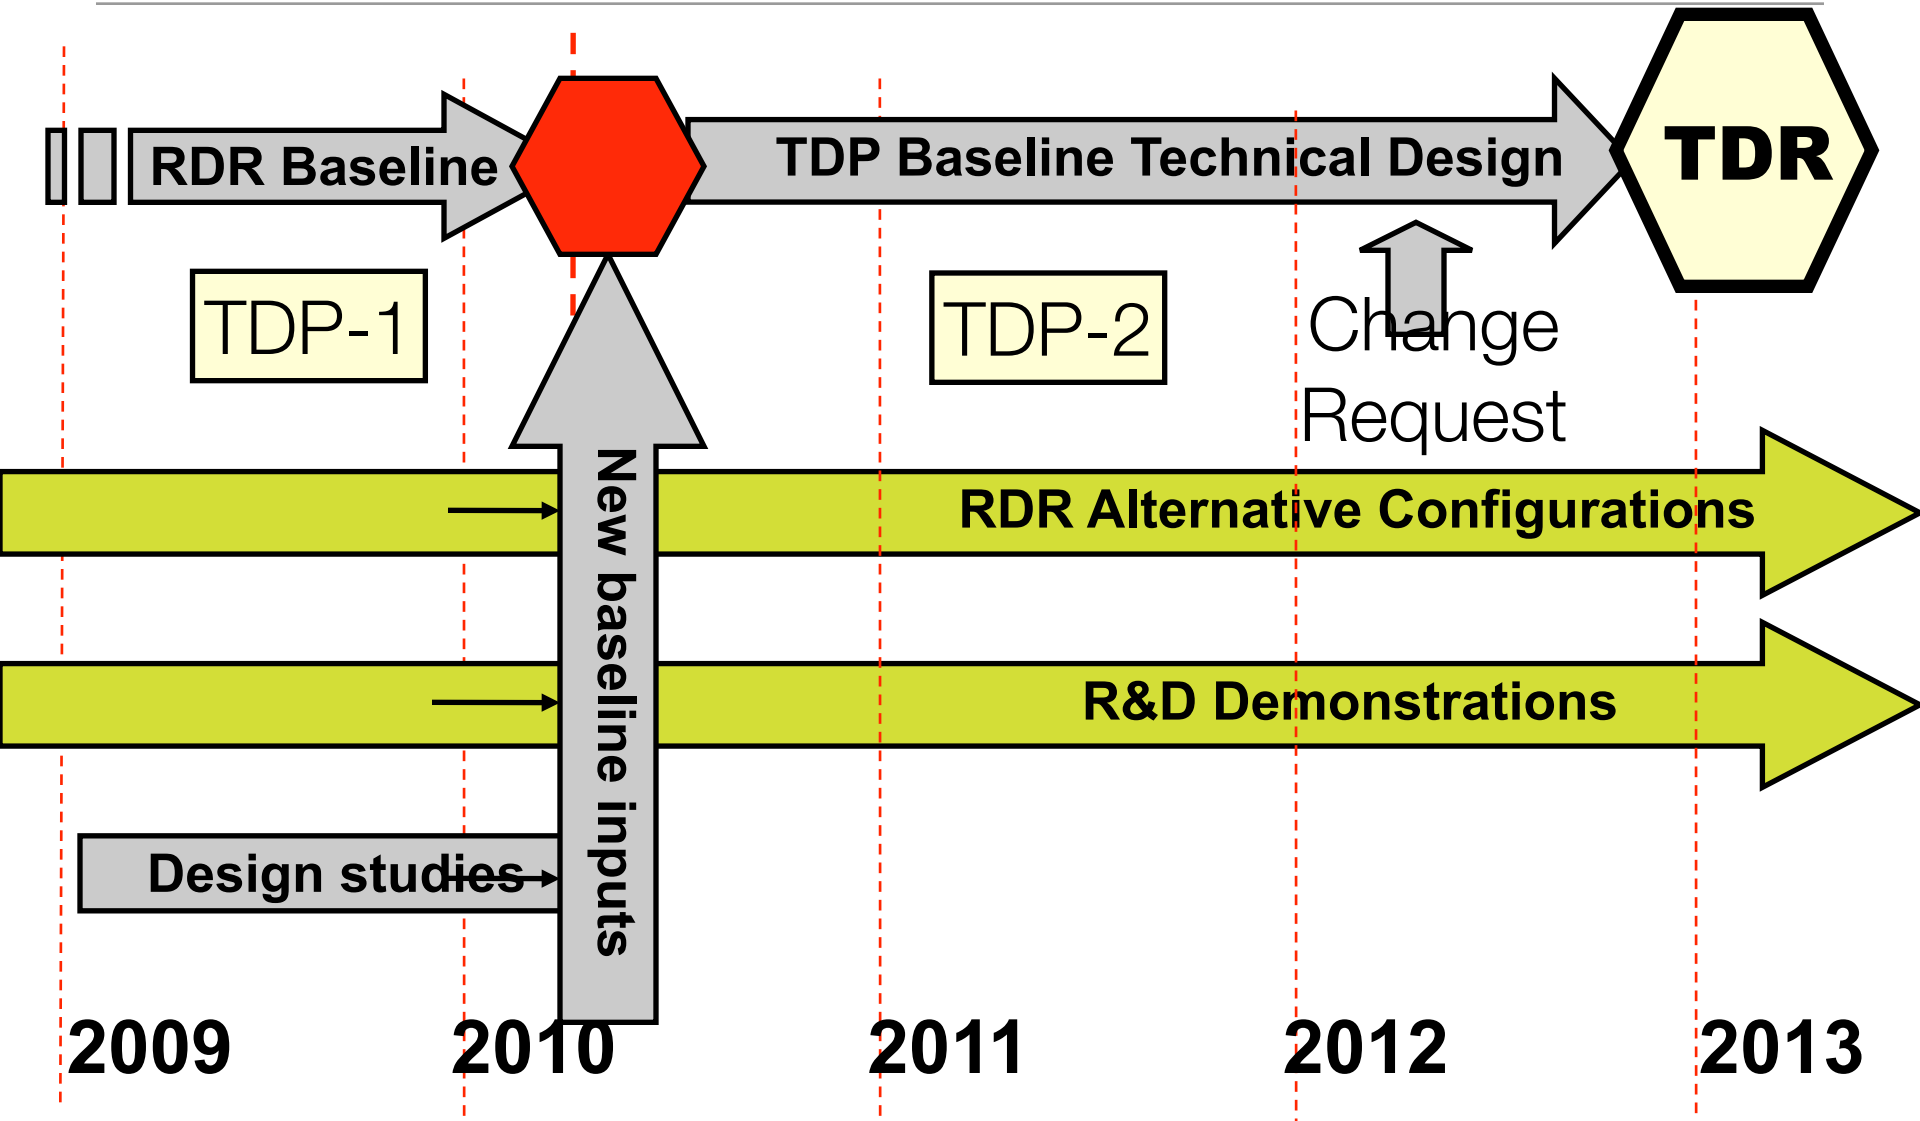 RDR Baseline
TDP Baseline Technical Design
TDR
TDP-1
TDP-2
Change
Request
New baseline inputs
RDR Alternative Configurations
R&D Demonstrations
Design studies
2009
2010
2011
2012
2013